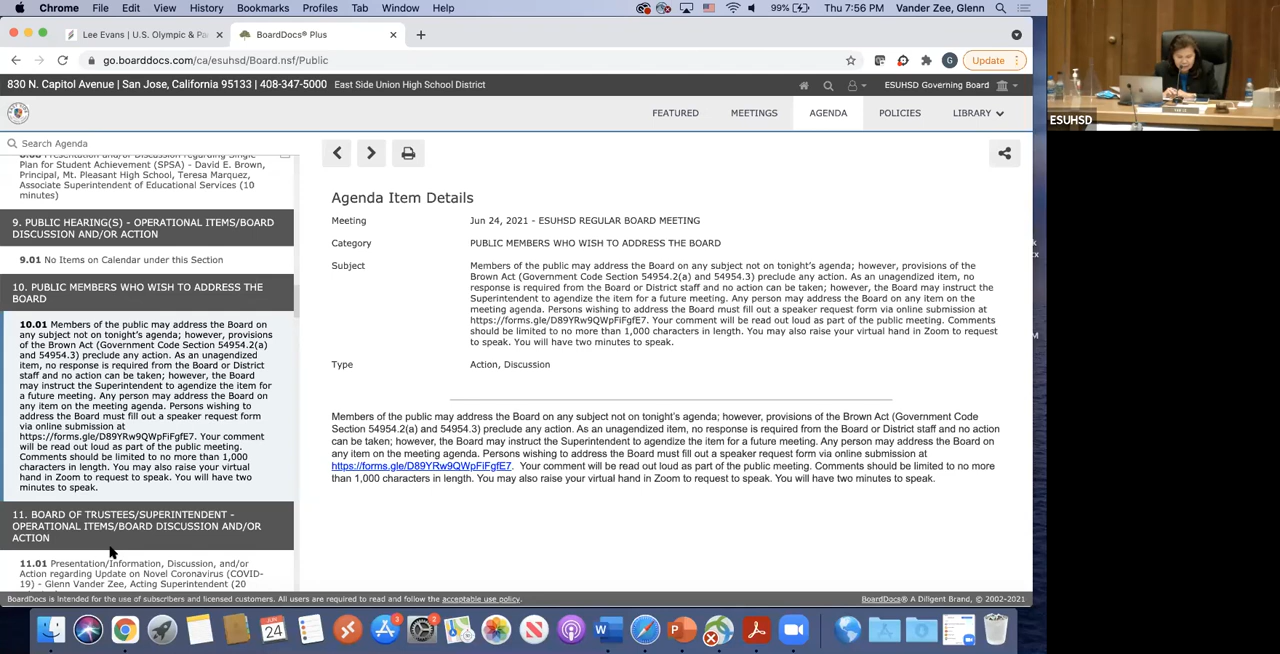 Chrome File Edit View History Bookmarks Profiles Tab Window Help 99% Thu 7:56 PM Vander Zee, Glenn
Lee Evans | U.S. Olympic & Pa
BoardDocs® Plus
go.boarddocs.com/ca/esuhsd/Board.nsf/Public
G
Update
830 N. Capitol Avenue | San Jose, California 95133 | 408-347-5000 East Side Union High School District
ESUHSD Governing Board
ESUHSD
FEATURED MEETINGS AGENDA POLICIES LIBRARY
Search Agenda
Presentation and/or Discussion regarding Single
Plan for Student Achievement (SPSA) - David E. Brown,
Principal, Mt. Pleasant High School, Teresa Marquez,
Associate Superintendent of Educational Services (10
minutes)
9. PUBLIC HEARING(S) - OPERATIONAL ITEMS/BOARD
DISCUSSION AND/OR ACTION
9.01 No Items on Calendar under this Section
10. PUBLIC MEMBERS WHO WISH TO ADDRESS THE
BOARD
10.01 Members of the public may address the Board on
any subject not on tonight's agenda; however, provisions
of the Brown Act (Government Code Section 54954.2(a)
and 54954.3) preclude any action. As an unagendized
item, no response is required from the Board or District
staff and no action can be taken; however, the Board
may instruct the Superintendent to agendize the item for
a future meeting. Any person may address the Board on
any item on the meeting agenda. Persons wishing to
address the Board must fill out a speaker request form
via online submission at
https://forms.gle/D89YRw9QWpFiFgfE7. Your comment
will be read out loud as part of the public meeting.
Comments should be limited to no more than 1,000
characters in length. You may also raise your virtual
hand in Zoom to request to speak. You will have two
minutes to speak.
11. BOARD OF TRUSTEES/SUPERINTENDENT -
OPERATIONAL ITEMS/BOARD DISCUSSION AND/OR
ACTION
11.01 Presentation/Information, Discussion, and/or
Action regarding Update on Novel Coronavirus (COVID-
19) - Glenn Vander Zee, Acting Superintendent (20
Agenda Item Details
Meeting Jun 24, 2021 - ESUHSD REGULAR BOARD MEETING
Category PUBLIC MEMBERS WHO WISH TO ADDRESS THE BOARD
Subject Members of the public may address the Board on any subject not on tonight's agenda; however, provisions of the
Brown Act (Government Code Section 54954.2(a) and 54954.3) preclude any action. As an unagendized item, no
response is required from the Board or District staff and no action can be taken; however, the Board may instruct the
Superintendent to agendize the item for a future meeting. Any person may address the Board on any item on the
meeting agenda. Persons wishing to address the Board must fill out a speaker request form via online submission at
https://forms.gle/D89YRw9QWpFiFgfE7. Your comment will be read out loud as part of the public meeting. Comments
should be limited to no more than 1,000 characters in length. You may also raise your virtual hand in Zoom to request
to speak. You will have two minutes to speak.
Type Action, Discussion
Members of the public may address the Board on any subject not on tonight's agenda; however, provisions of the Brown Act (Government Code
Section 54954.2(a) and 54954.3) preclude any action. As an unagendized item, no response is required from the Board or District staff and no action
can be taken; however, the Board may instruct the Superintendent to agendize the item for a future meeting. Any person may address the Board on
any item on the meeting agenda. Persons wishing to address the Board must fill out a speaker request form via online submission at
https://forms.gle/D89YRw9QWpFiFgfE7. Your comment will be read out loud as part of the public meeting. Comments should be limited to no more
than 1,000 characters in length. You may also raise your virtual hand in Zoom to request to speak. You will have two minutes to speak.
BoardDocs is intended for the use of subscribers and licensed customers. All users are required to read and follow the acceptable use policy.
BoardDocs® A Diligent Brand, © 2002-2021
JUN
24
3
2
W
P